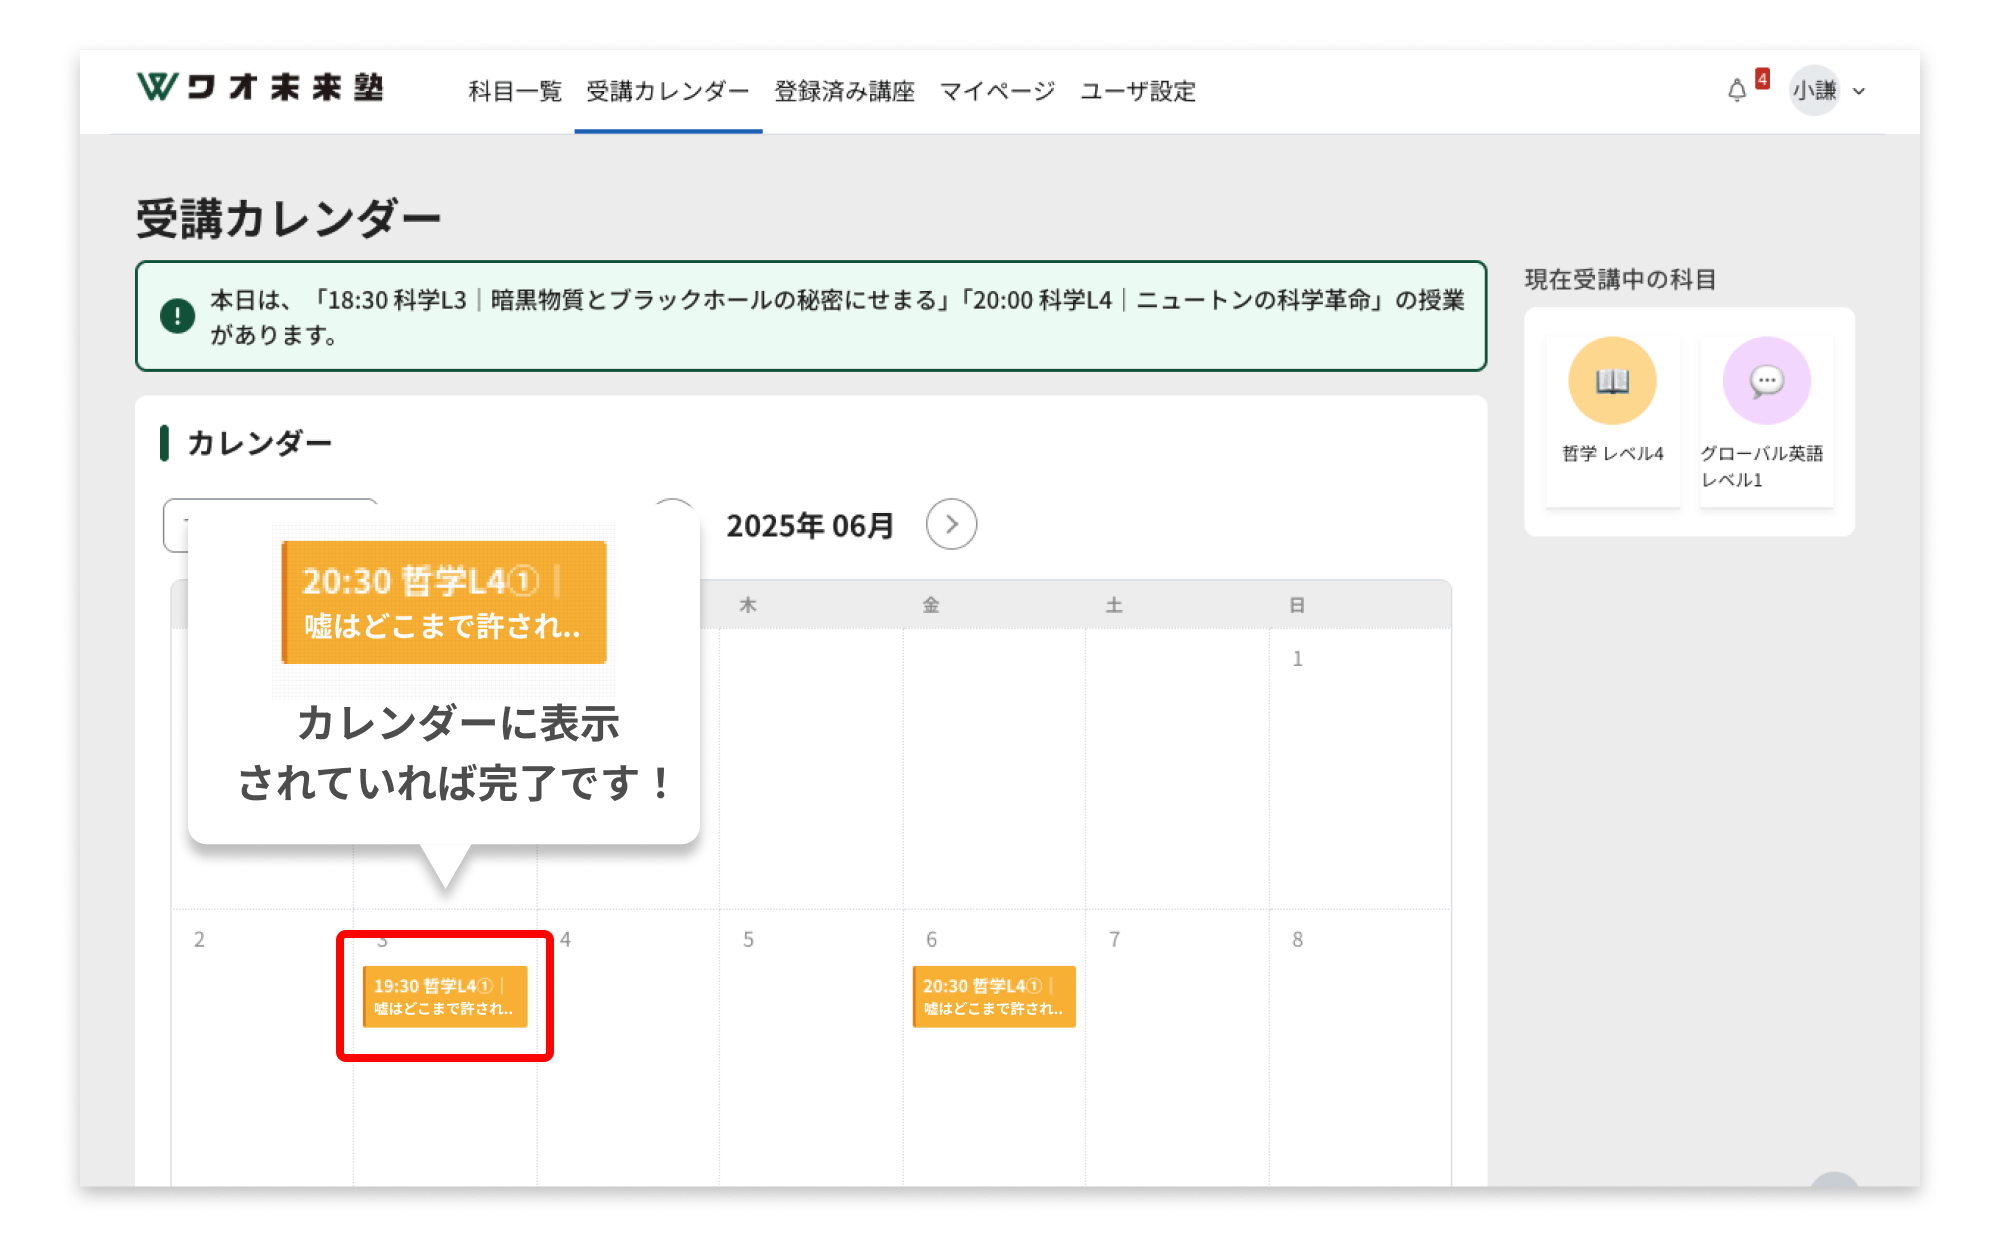 ワオ未来塾
科目一覧 受講カレンダー 登録済み講座 マイページ ユーザ設定
4
小謙
受講カレンダー
本日は、「18:30 科学L3｜暗黒物質とブラックホールの秘密にせまる」「20:00 科学L4｜ニュートンの科学革命」の授業
があります。
現在受講中の科目
哲学 レベル4
グローバル英語
レベル1
カレンダー
2025年 06月
20:30 哲学L4①｜
嘘はどこまで許され..
カレンダーに表示
されていれば完了です！
木 金 土 日
1
2 3 4 5 6 7 8
19:30 哲学L4①｜
嘘はどこまで許され..
20:30 哲学L4①｜
嘘はどこまで許され..